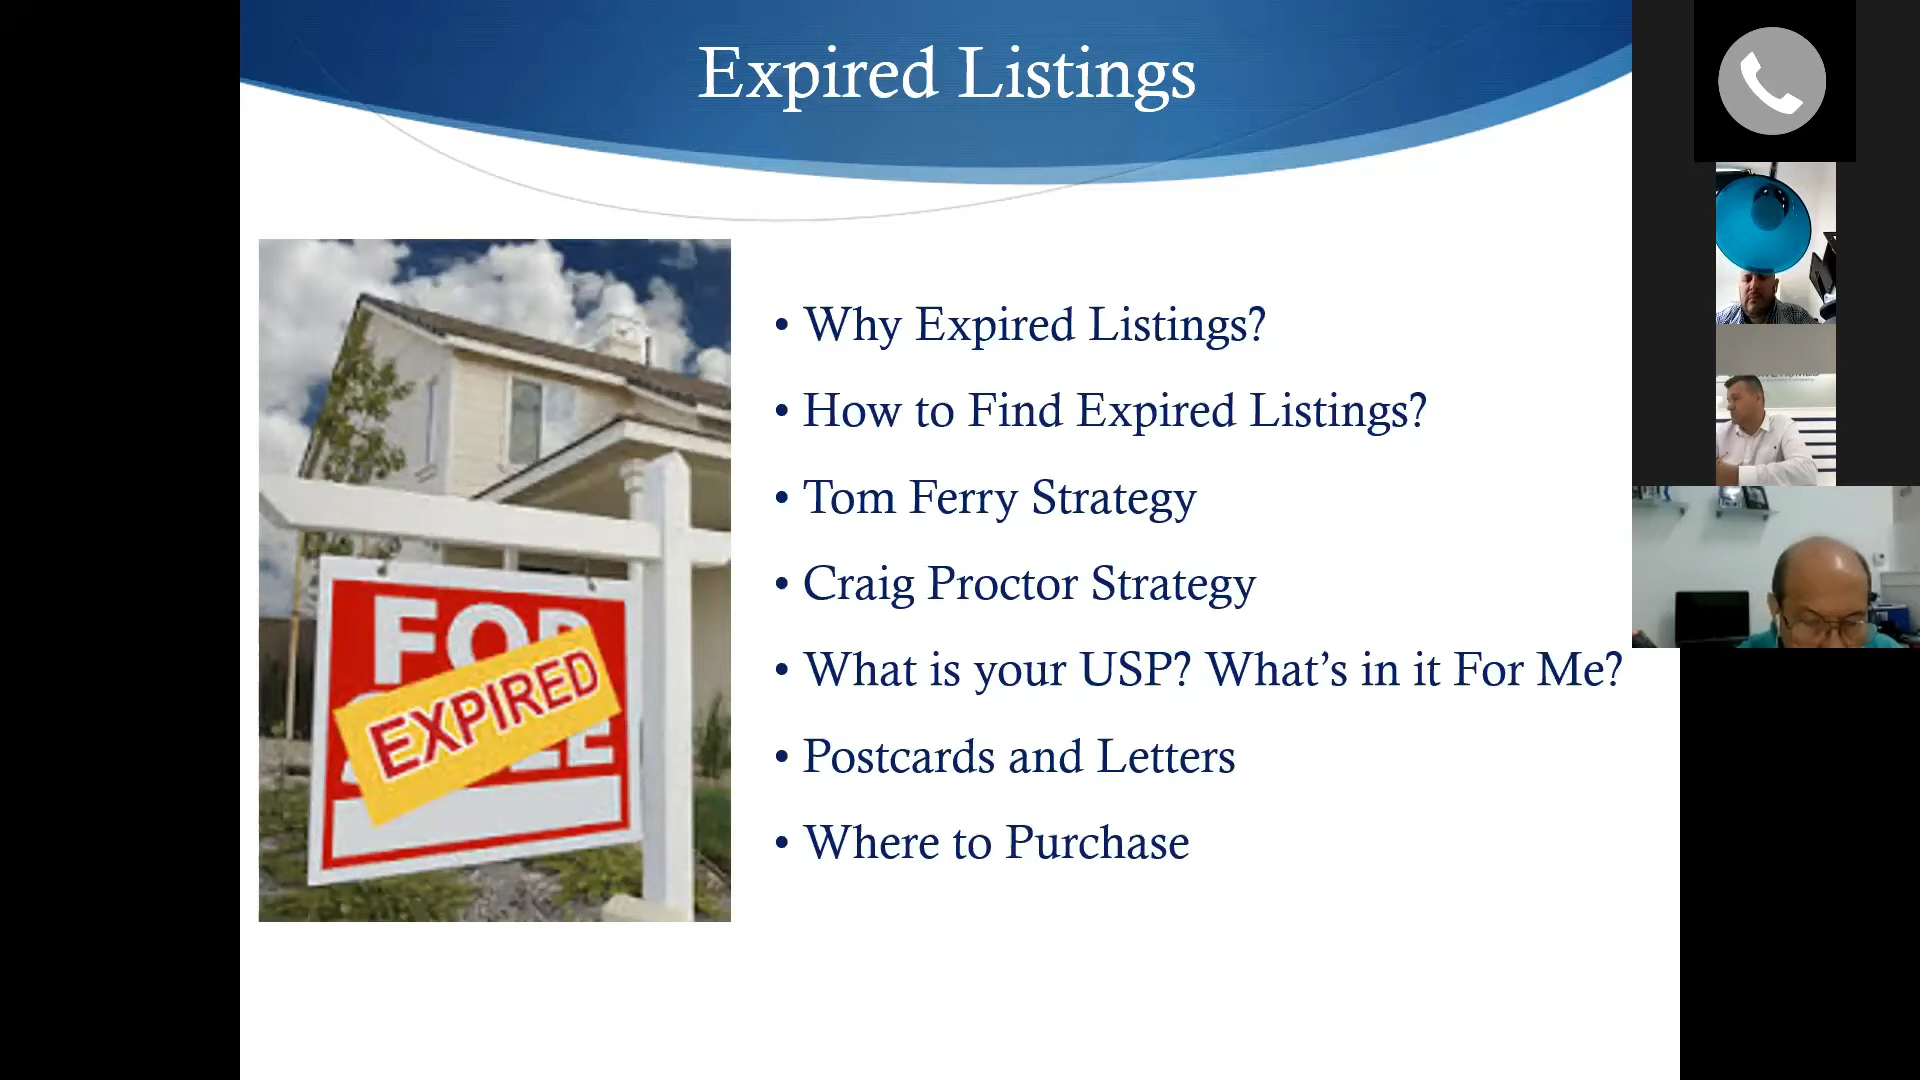 Expired Listings
• Why Expired Listings?
• How to Find Expired Listings?
• Tom Ferry Strategy
• Craig Proctor Strategy
• What is your USP? What’s in it For Me?
• Postcards and Letters
• Where to Purchase
FOR
EXPIRED